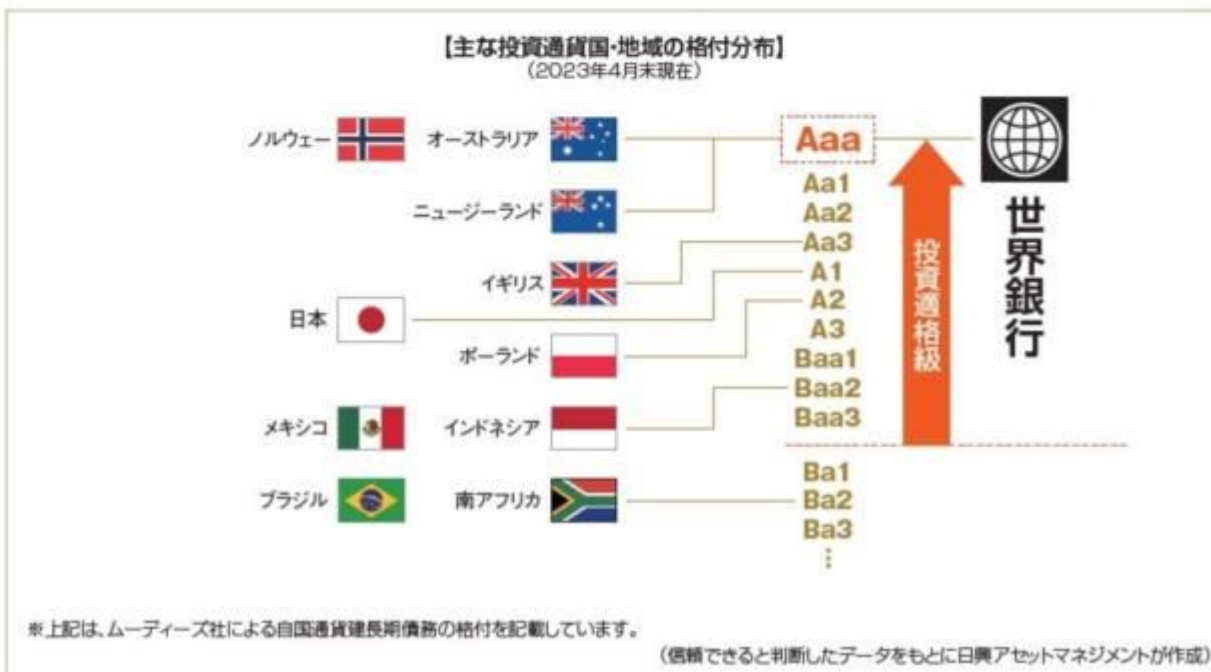 【主な投資通貨国・地域の格付分布】
(2023年4月末現在)
ノルウェー
オーストラリア
ニュージーランド
イギリス
日本
ポーランド
メキシコ
インドネシア
ブラジル
南アフリカ
Aaa
Aa1
Aa2
Aa3
A1
A2
A3
Baa1
Baa2
Baa3
Ba1
Ba2
Ba3
⋮
投資適格級
世界銀行
※上記は、ムーディーズ社による自国通貨建長期債務の格付を記載しています。
(信頼できると判断したデータをもとに日興アセットマネジメントが作成)